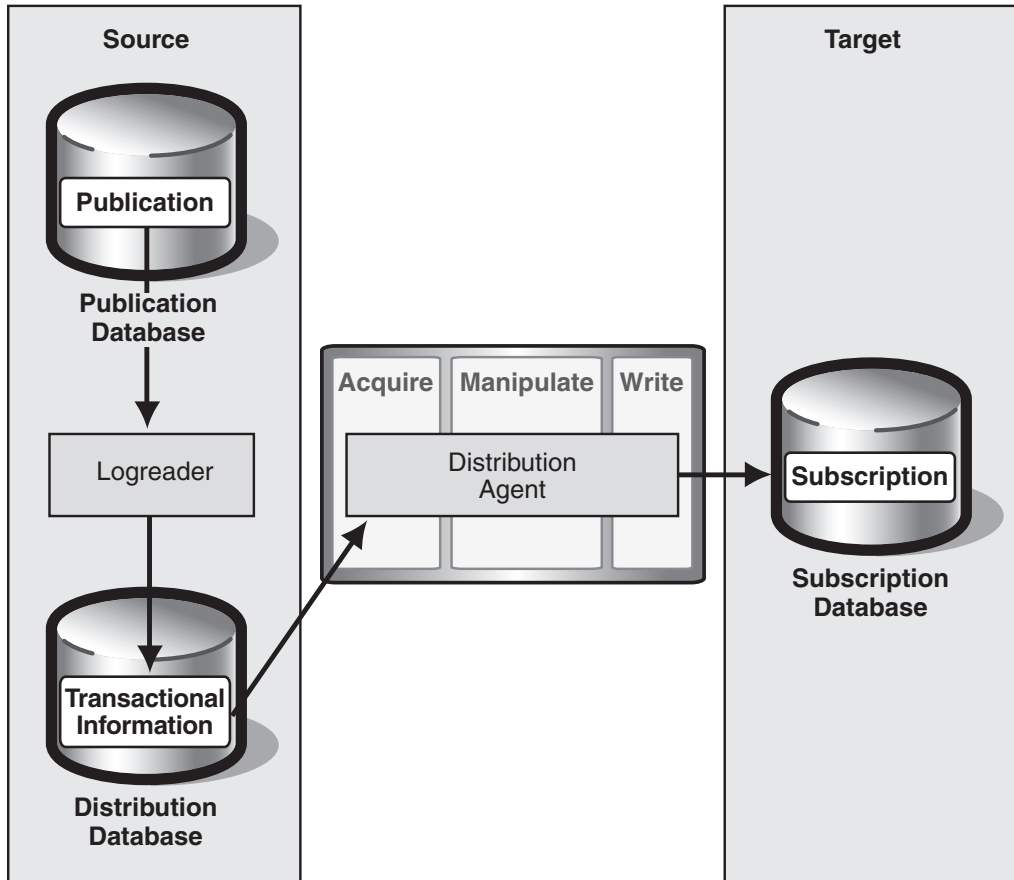 Source
Publication
Publication
Database
Logreader
Transactional
Information
Distribution
Database
Acquire
Manipulate
Write
Distribution
Agent
Target
Subscription
Subscription
Database